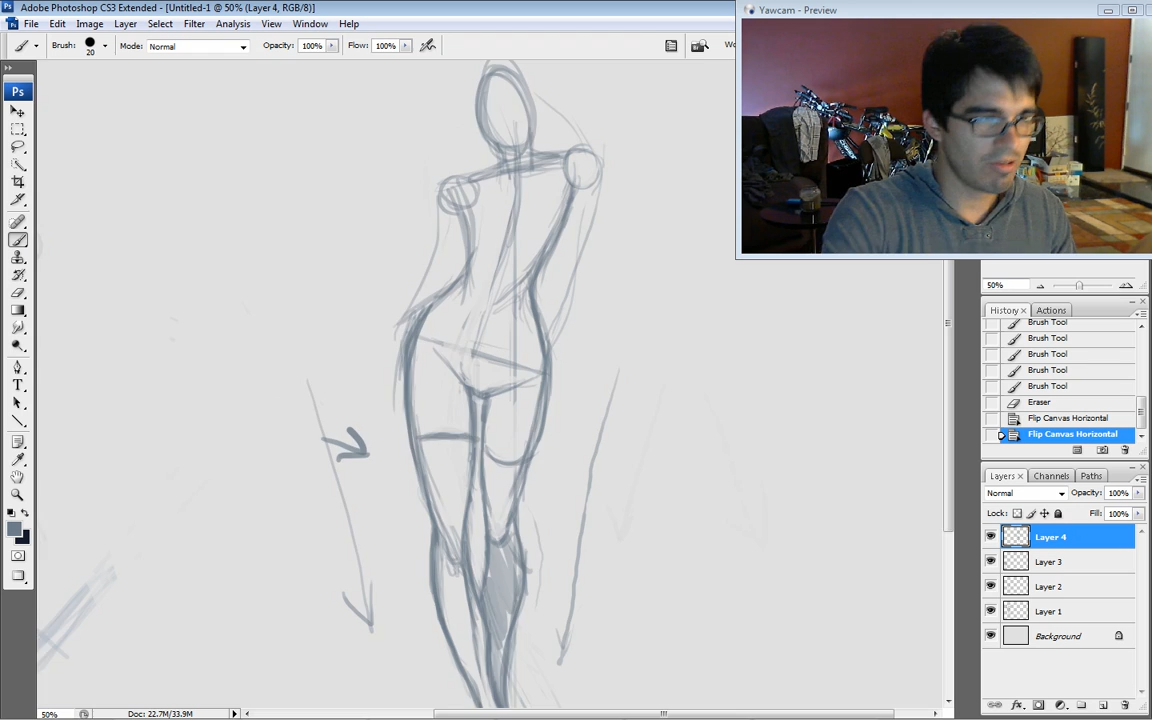 Adobe Photoshop CS3 Extended - [Untitled-1 @ 50% (Layer 4, RGB/8)]
Yawcam - Preview
File Edit Image Layer Select Filter Analysis View Window Help
Brush: 20 Mode: Normal Opacity: 100% Flow: 100%
Ps
T
50%
History x Actions
Brush Tool
Brush Tool
Brush Tool
Brush Tool
Brush Tool
Eraser
Flip Canvas Horizontal
Flip Canvas Horizontal
Layers x Channels Paths
Normal Opacity: 100%
Lock: Fill: 100%
Layer 4
Layer 3
Layer 2
Layer 1
Background
fx
50% Doc: 22.7M/33.9M